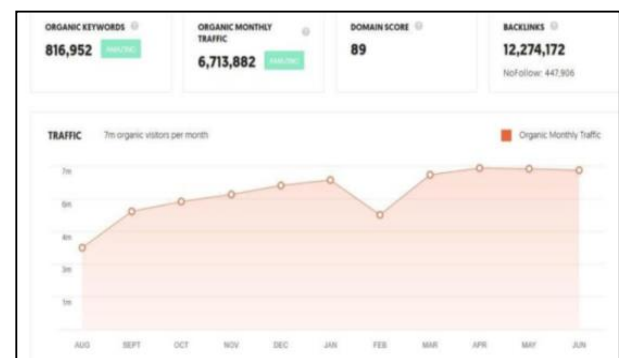 ORGANIC KEYWORDS
816,952 AMAZING
ORGANIC MONTHLY
TRAFFIC
6,713,882 AMAZING
DOMAIN SCORE
89
BACKLINKS
12,274,172
NoFollow: 447,906
TRAFFIC 7m organic visitors per month
Organic Monthly Traffic
7m
6m
4m
3m
1m
AUG SEPT OCT NOV DEC JAN FEB MAR APR MAY JUN